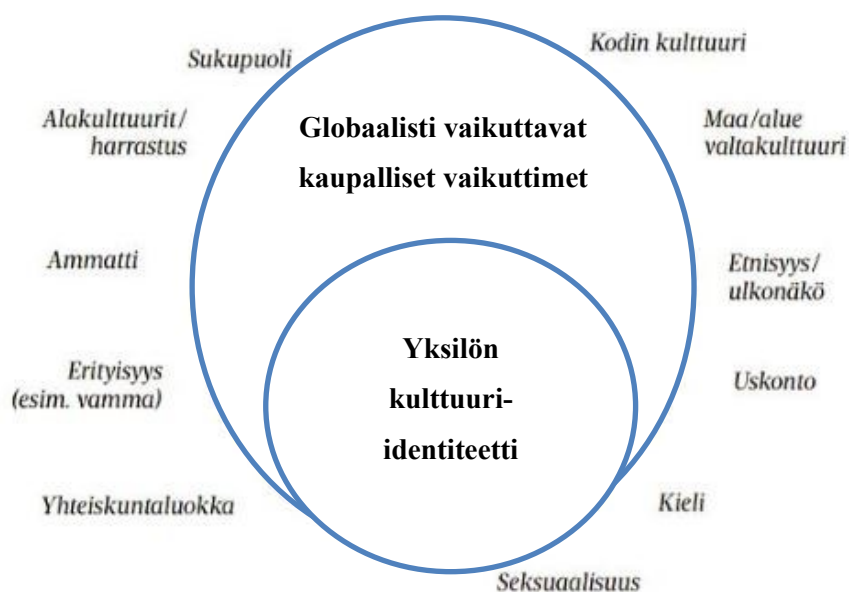 Sukupuoli
Kodin kulttuuri
Alakulttuurit/
harrastus
Globaalisti vaikuttavat
kaupalliset vaikuttimet
Maa/alue
valtakulttuuri
Ammatti
Etnisyys/
ulkonäkö
Erityisyys
(esim. vamma)
Yksilön
kulttuuri-
identiteetti
Uskonto
Yhteiskuntaluokka
Kieli
Seksuaalisuus